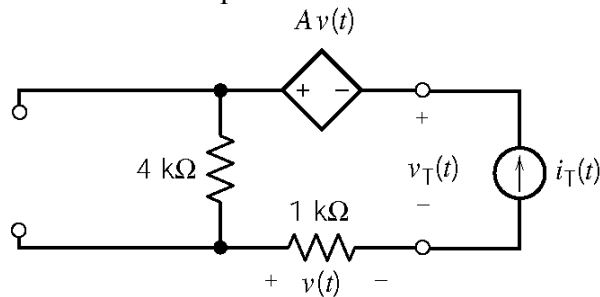 A v(t)
+ −
+
4 kΩ
v_T(t)
i_T(t)
−
1 kΩ
+ v(t) −